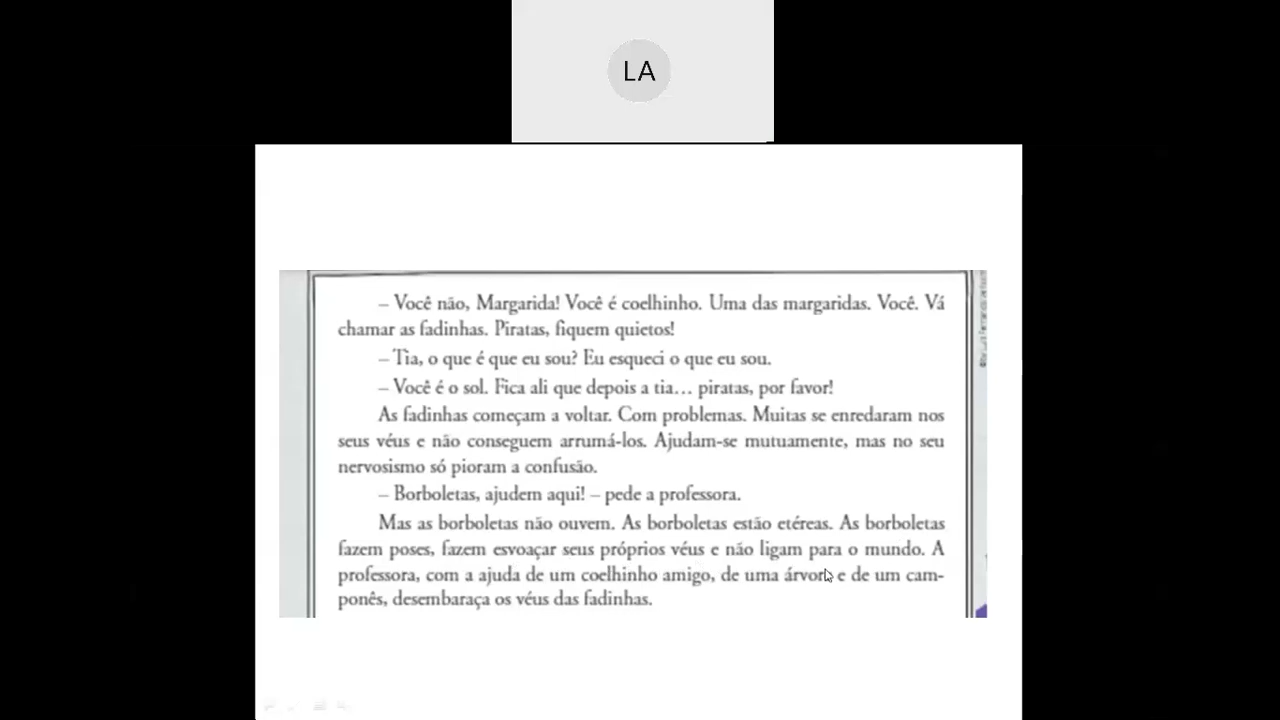 LA
– Você não, Margarida! Você é coelhinho. Uma das margaridas. Você. Vá
chamar as fadinhas. Piratas, fiquem quietos!
– Tia, o que é que eu sou? Eu esqueci o que eu sou.
– Você é o sol. Fica ali que depois a tia... piratas, por favor!
As fadinhas começam a voltar. Com problemas. Muitas se enredaram nos
seus véus e não conseguem arrumá-los. Ajudam-se mutuamente, mas no seu
nervosismo só pioram a confusão.
– Borboletas, ajudem aqui! – pede a professora.
Mas as borboletas não ouvem. As borboletas estão etéreas. As borboletas
fazem poses, fazem esvoaçar seus próprios véus e não ligam para o mundo. A
professora, com a ajuda de um coelhinho amigo, de uma árvore e de um cam-
ponês, desembaraça os véus das fadinhas.